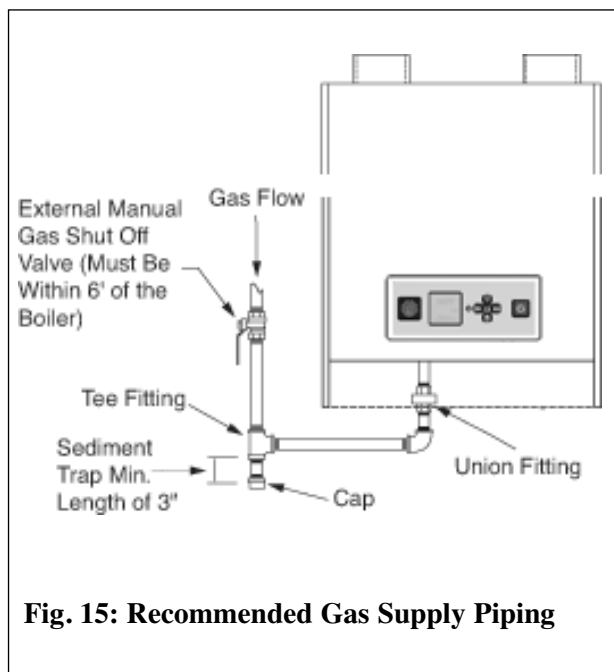 Gas Flow
External Manual
Gas Shut Off
Valve (Must Be
Within 6' of the
Boiler)
Tee Fitting
Sediment
Trap Min.
Length of 3"
Cap
Union Fitting
Fig. 15: Recommended Gas Supply Piping